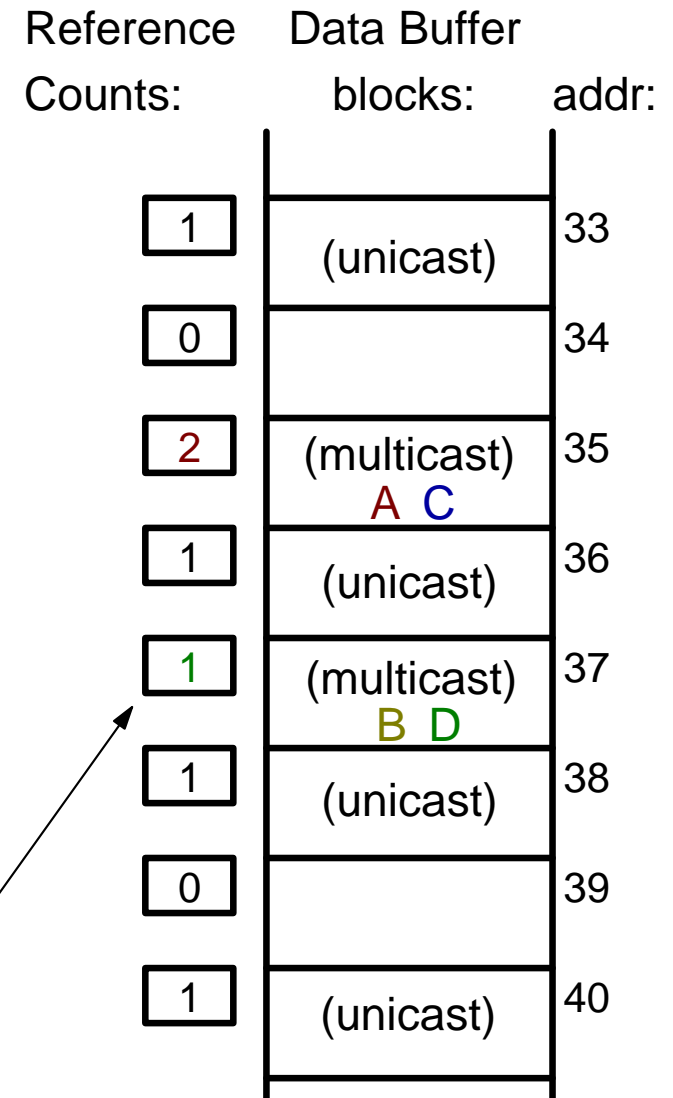 Reference Data Buffer
Counts: blocks: addr:
1 (unicast) 33
0 34
2 (multicast) 35
A C
1 (unicast) 36
1 (multicast) 37
B D
1 (unicast) 38
0 39
1 (unicast) 40